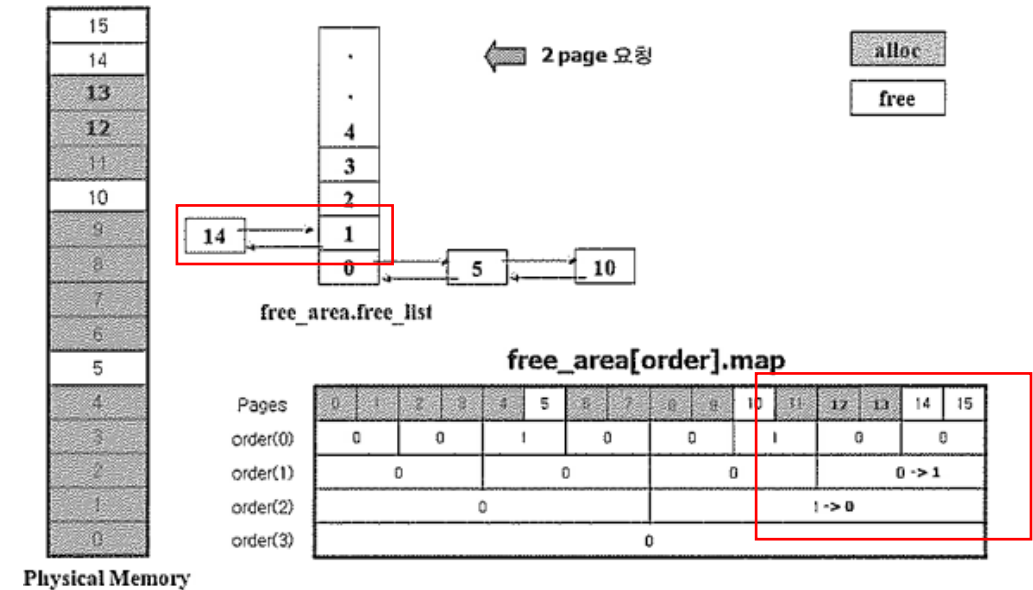 15
14
13
12
11
10
9
8
7
6
5
4
3
2
1
0
Physical Memory
.
.
4
3
2
1
0
14
5
10
free_area.free_list
2 page 요청
alloc
free
free_area[order].map
Pages 0 1 2 3 4 5 6 7 8 9 10 11 12 13 14 15
order(0) 0 0 1 0 0 1 0 0
order(1) 0 0 0 0 -> 1
order(2) 0 1 -> 0
order(3) 0